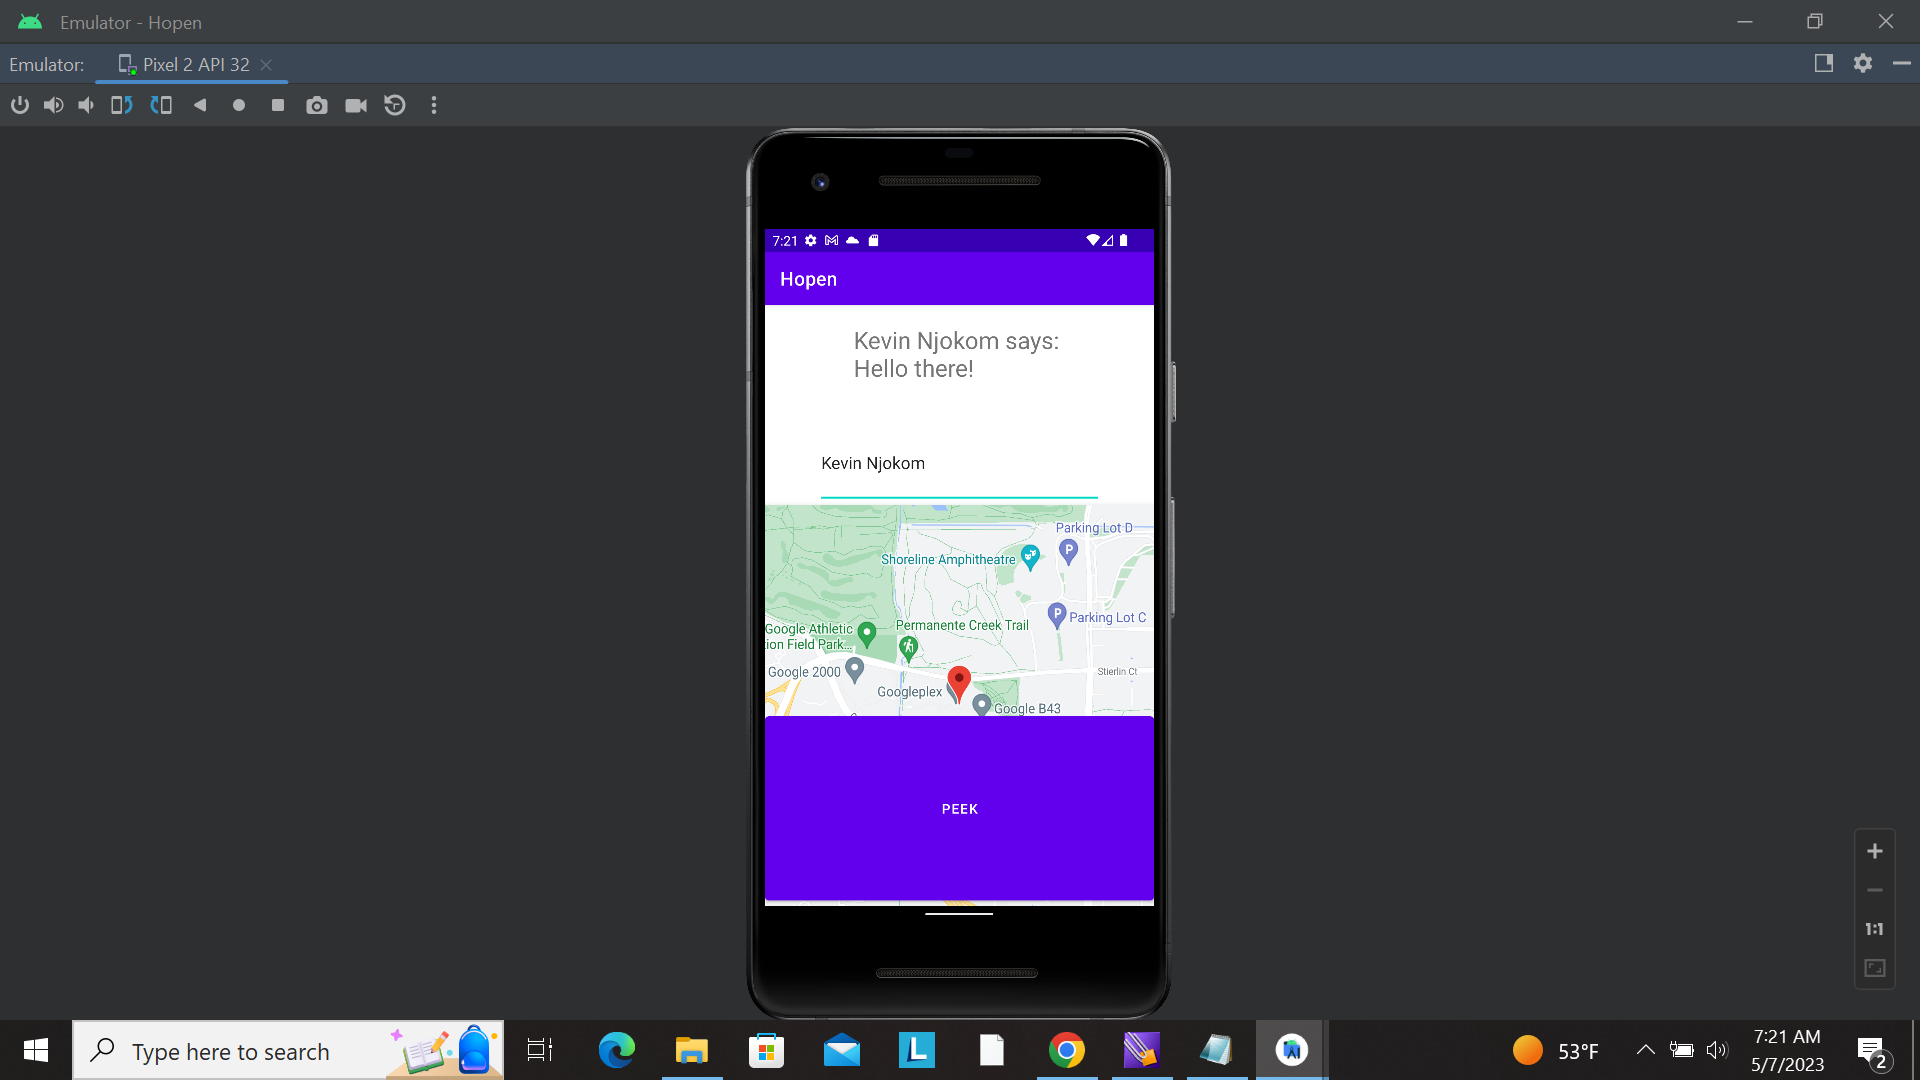 Emulator - Hopen
Emulator:
Pixel 2 API 32
7:21
Hopen
Kevin Njokom says:
Hello there!
Kevin Njokom
Parking Lot D
Shoreline Amphitheatre
P
P
Parking Lot C
Permanente Creek Trail
Google Athletic
ion Field Park...
Google 2000
Stierlin Ct
Googleplex
Google B43
PEEK
1:1
Type here to search
L
53°F
7:21 AM
5/7/2023
2